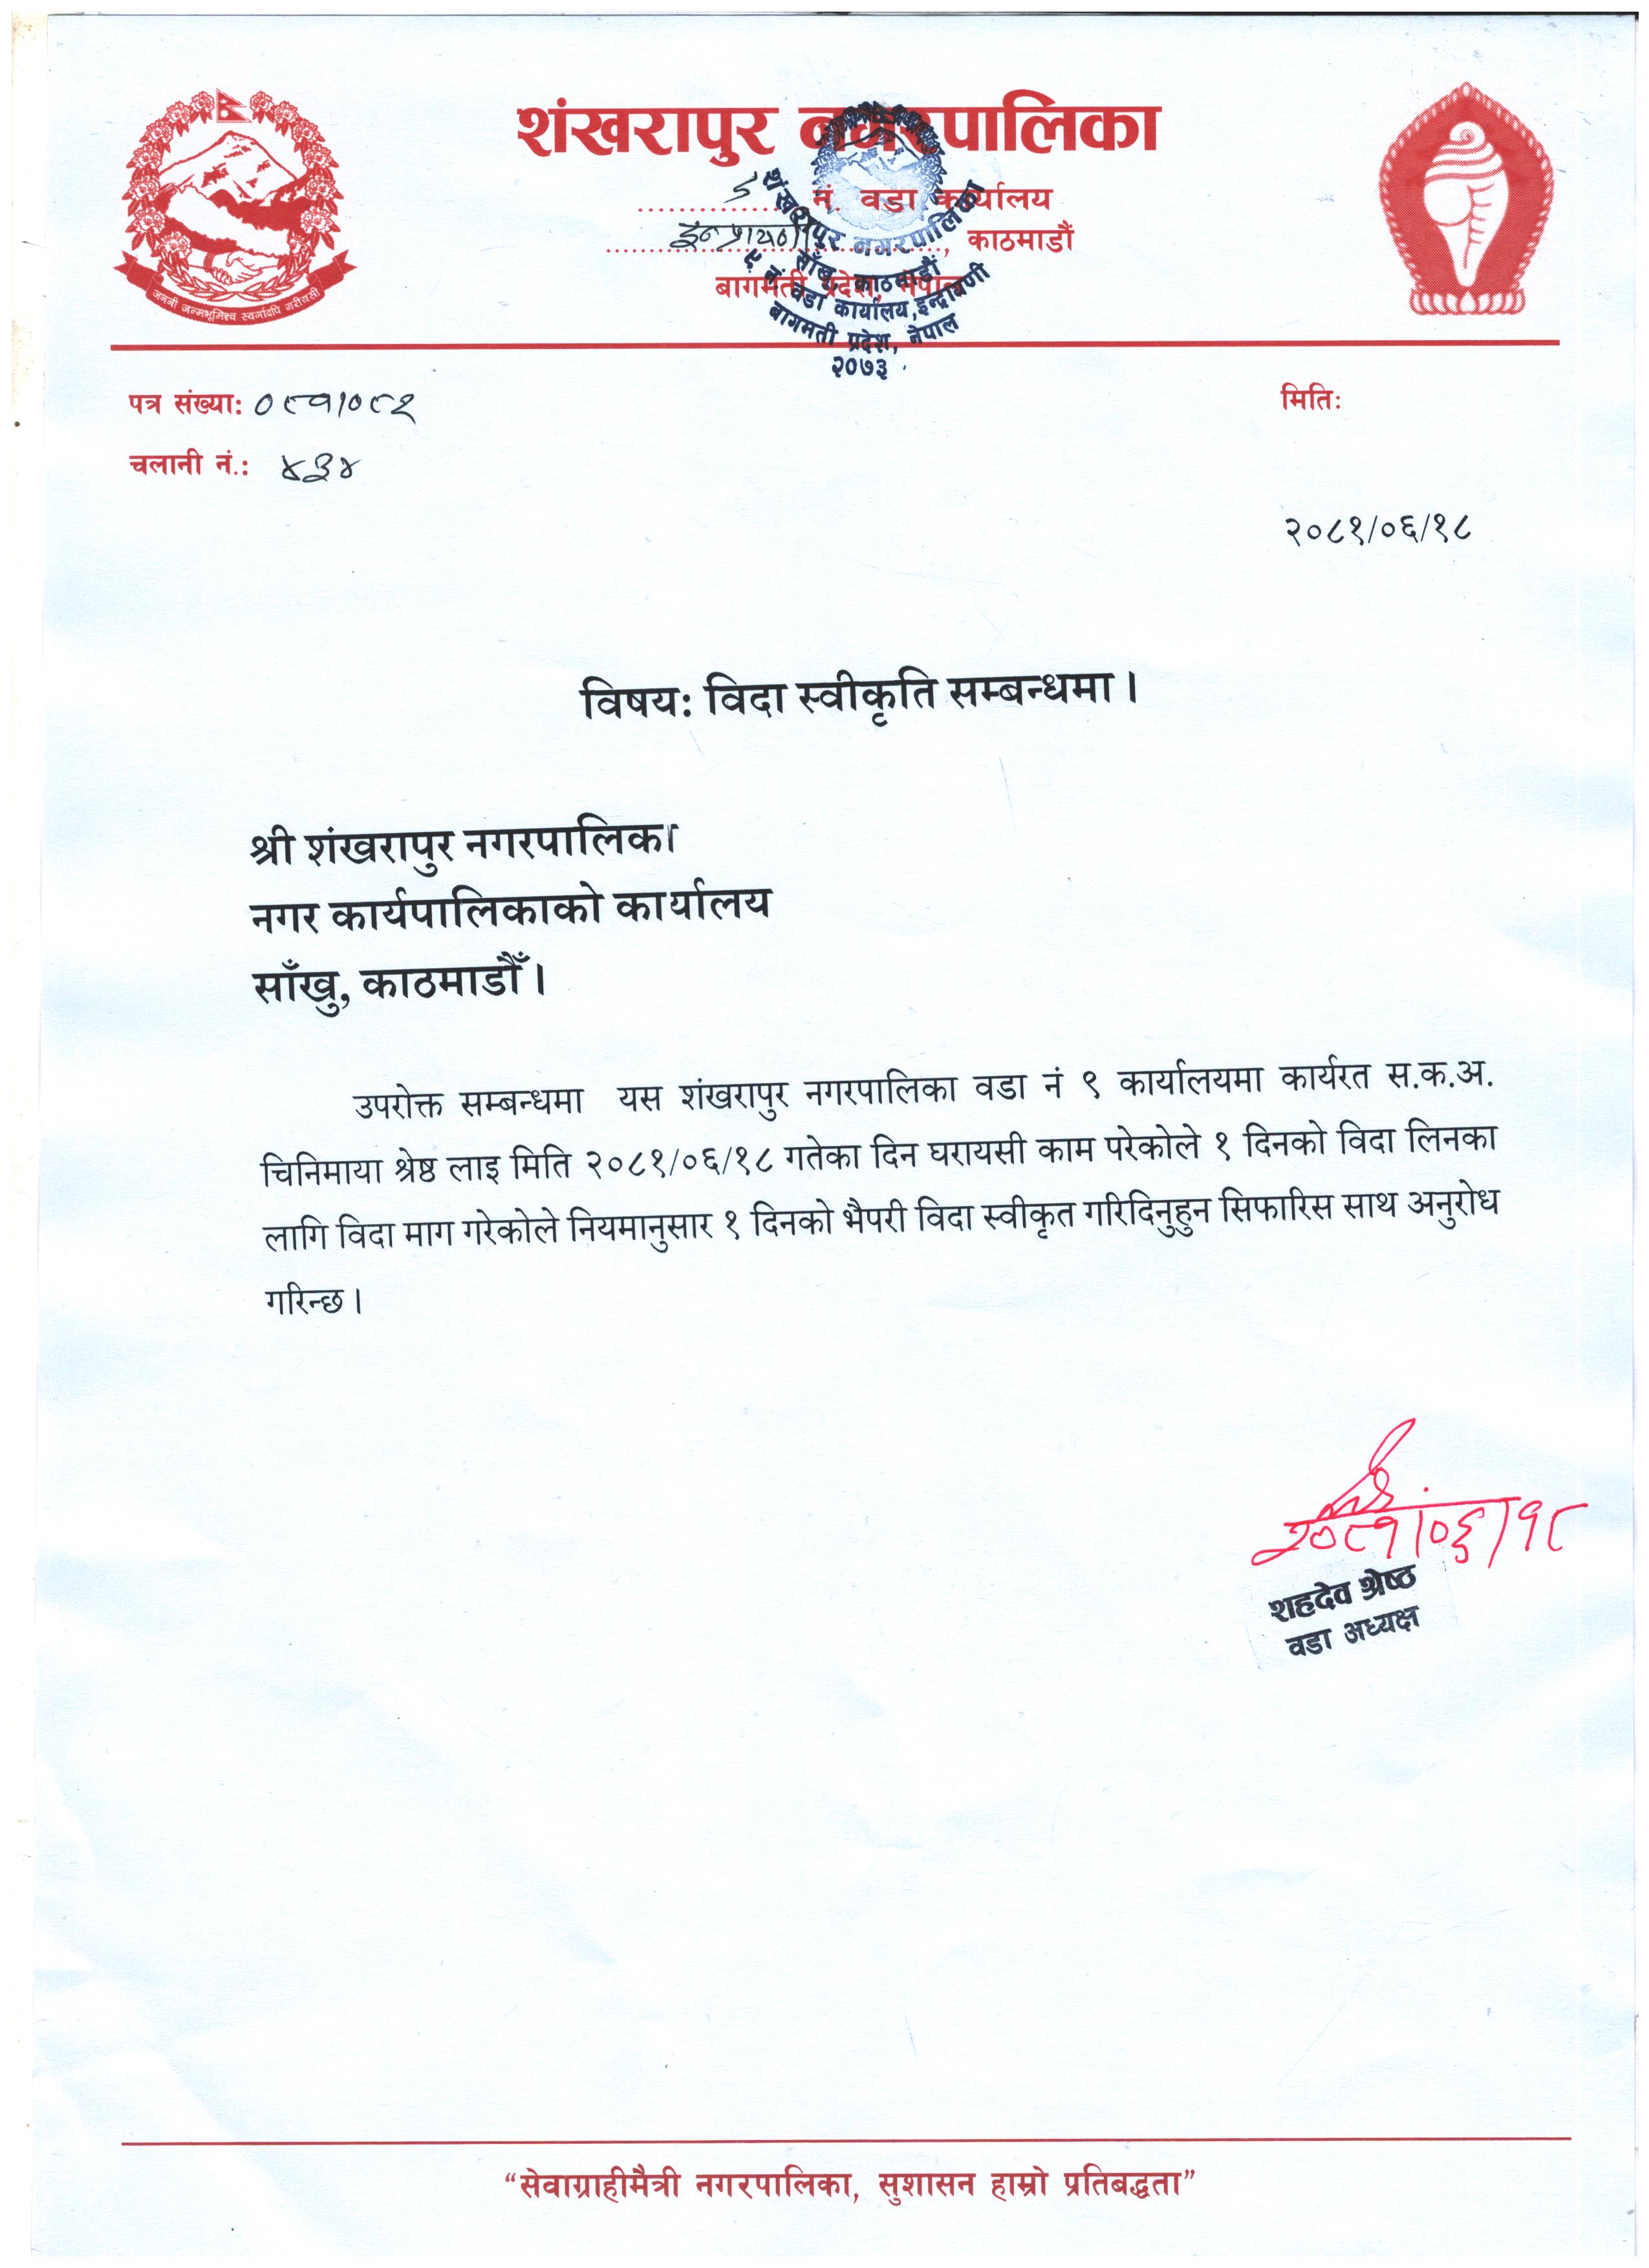 शंखरापुर नगरपालिका
९ नं. वडा कार्यालय
इन्द्रायणी, काठमाडौं
बागमती प्रदेश, नेपाल
शंखरापुर नगरपालिका
साँखु, काठमाडौं
९ नं. वडा कार्यालय, इन्द्रायणी
बागमती प्रदेश, नेपाल
२०७३
जननी जन्मभूमिश्च स्वर्गादपि गरीयसी
पत्र संख्या: ०८१/०८२
मितिः
चलानी नं.: ४३४
२०८१/०६/१८
विषय: विदा स्वीकृति सम्बन्धमा ।
श्री शंखरापुर नगरपालिका
नगर कार्यपालिकाको कार्यालय
साँखु, काठमाडौँ ।
उपरोक्त सम्बन्धमा यस शंखरापुर नगरपालिका वडा नं ९ कार्यालयमा कार्यरत स.क.अ.
चिनिमाया श्रेष्ठ लाइ मिति २०८१/०६/१८ गतेका दिन घरायसी काम परेकोले १ दिनको विदा लिनका
लागि विदा माग गरेकोले नियमानुसार १ दिनको भैपरी विदा स्वीकृत गरिदिनुहुन सिफारिस साथ अनुरोध
गरिन्छ ।
२०८१/०६/१८
शहदेव श्रेष्ठ
वडा अध्यक्ष
“सेवाग्राहीमैत्री नगरपालिका, सुशासन हाम्रो प्रतिबद्धता”